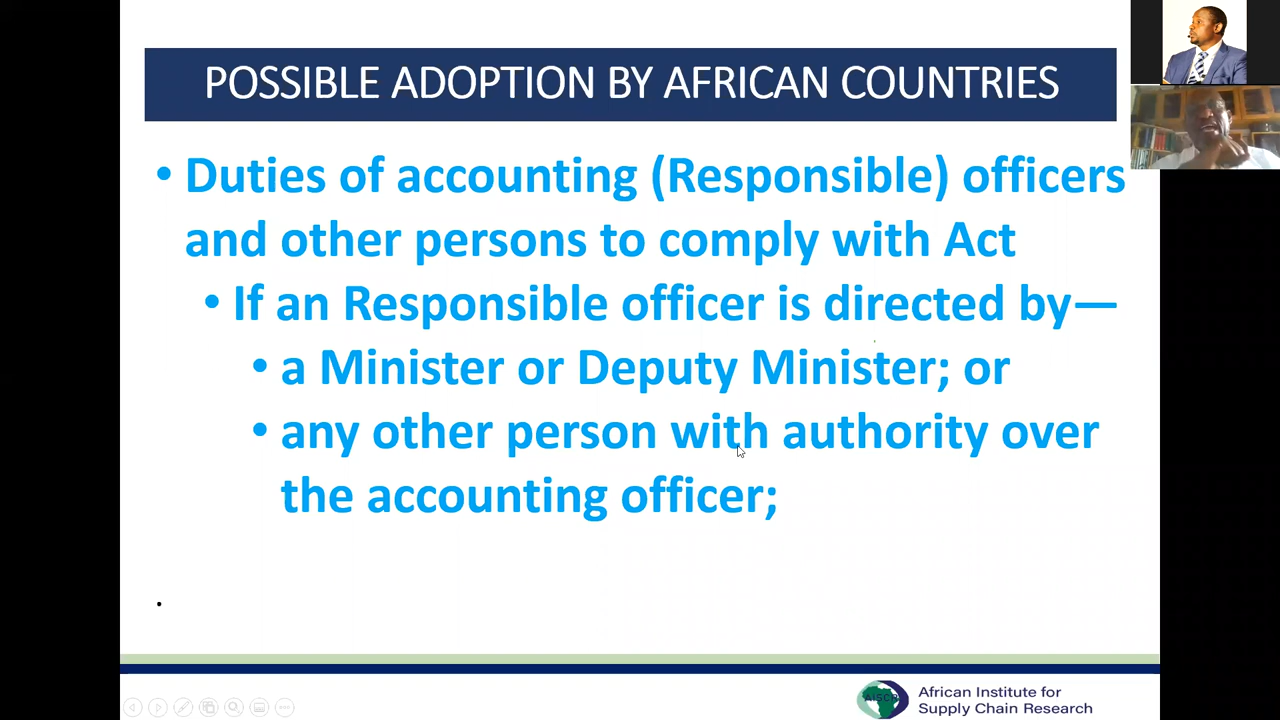 POSSIBLE ADOPTION BY AFRICAN COUNTRIES
• Duties of accounting (Responsible) officers
and other persons to comply with Act
• If an Responsible officer is directed by—
• a Minister or Deputy Minister; or
• any other person with authority over
the accounting officer;
.
AISCR
African Institute for
Supply Chain Research